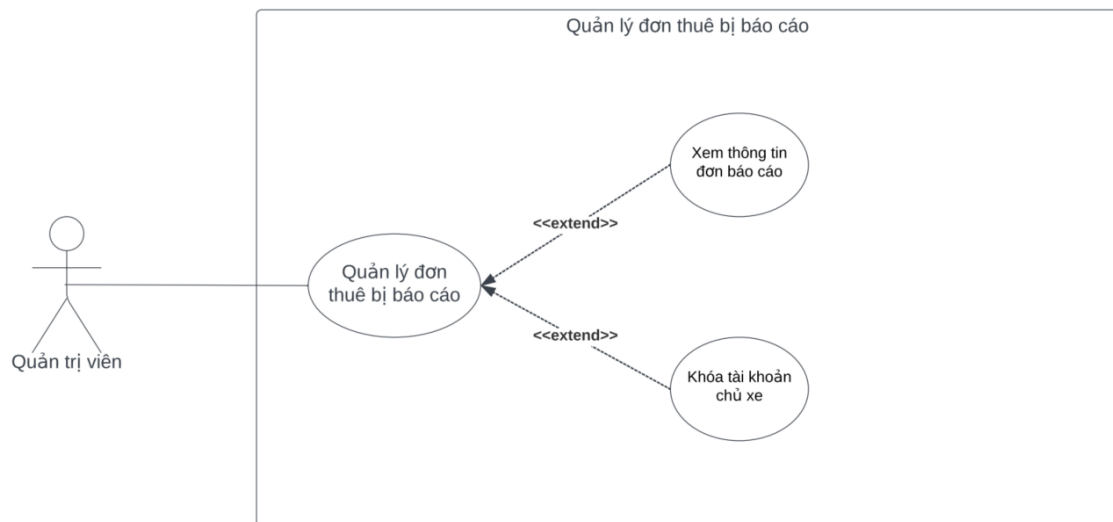 Quản lý đơn thuê bị báo cáo
Xem thông tin
đơn báo cáo
<<extend>>
Quản lý đơn
thuê bị báo cáo
<<extend>>
Quản trị viên
Khóa tài khoản
chủ xe